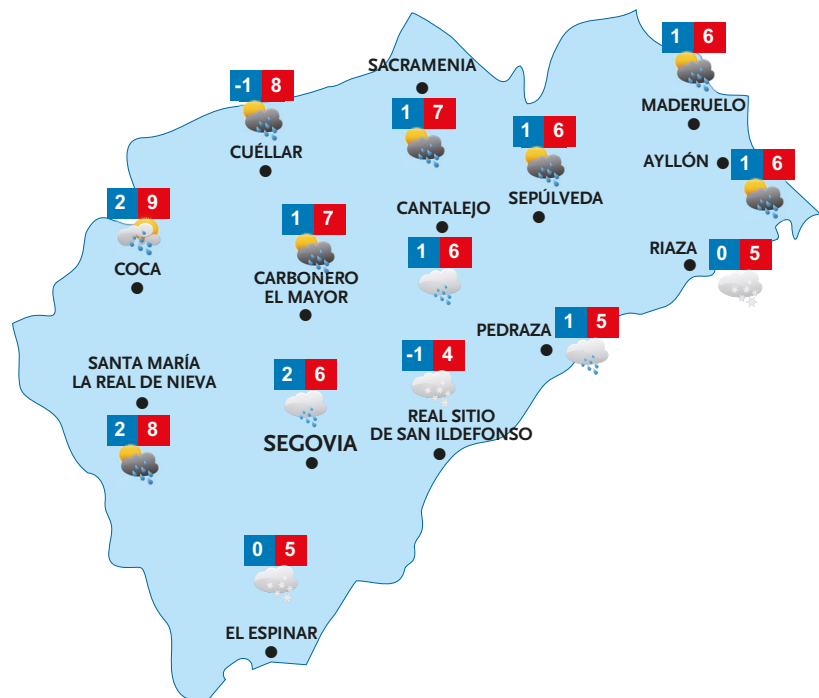 1 6
MADERUELO
SACRAMENIA
1 7
-1 8
CUÉLLAR
1 6
SEPÚLVEDA
AYLLÓN
1 6
2 9
COCA
1 7
CARBONERO
EL MAYOR
CANTALEJO
1 6
RIAZA
0 5
PEDRAZA
1 5
SANTA MARÍA
LA REAL DE NIEVA
2 8
2 6
SEGOVIA
-1 4
REAL SITIO
DE SAN ILDEFONSO
0 5
EL ESPINAR